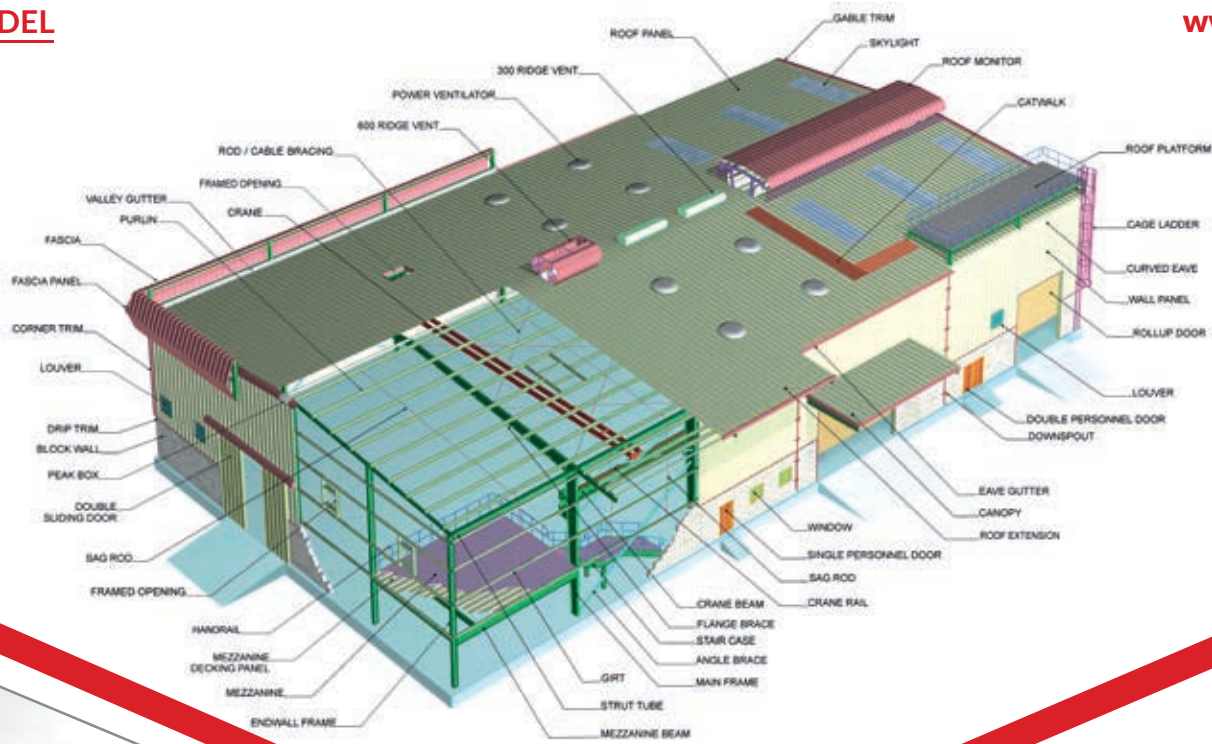 DEL
ROOF PANEL
GABLE TRIM
SKYLIGHT
ROOF MONITOR
CATWALK
ROOF PLATFORM
300 RIDGE VENT
POWER VENTILATOR
600 RIDGE VENT
ROD / CABLE BRACING
FRAMED OPENING
CRANE
VALLEY GUTTER
PURLIN
FASCIA
FASCIA PANEL
CORNER TRIM
LOUVER
DRIP TRIM
BLOCK WALL
PEAK BOX
DOUBLE
SLIDING DOOR
SAG ROD
FRAMED OPENING
HANDRAIL
MEZZANINE
DECKING PANEL
MEZZANINE
ENDWALL FRAME
CAGE LADDER
CURVED EAVE
WALL PANEL
ROLLUP DOOR
LOUVER
DOUBLE PERSONNEL DOOR
DOWNSPOUT
EAVE GUTTER
CANOPY
ROOF EXTENSION
WINDOW
SINGLE PERSONNEL DOOR
SAG ROD
CRANE RAIL
CRANE BEAM
FLANGE BRACE
STAIR CASE
ANGLE BRACE
MAIN FRAME
GIRT
STRUT TUBE
MEZZANINE BEAM